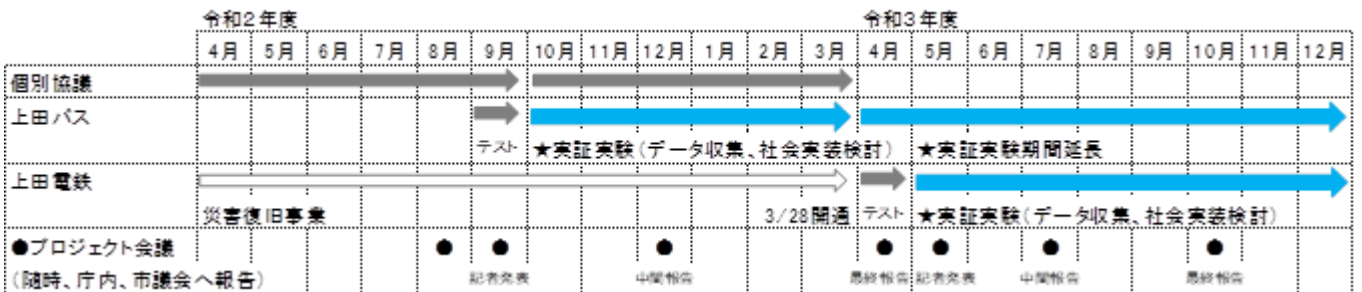 令和2年度 令和3年度
4月 5月 6月 7月 8月 9月 10月 11月 12月 1月 2月 3月 4月 5月 6月 7月 8月 9月 10月 11月 12月
個別協議
上田バス
テスト ★実証実験(データ収集、社会実装検討) ★実証実験期間延長
上田電鉄
災害復旧事業 3/28開通 テスト ★実証実験(データ収集、社会実装検討)
●プロジェクト会議 ● ● ● ● ● ● ●
(随時、庁内、市議会へ報告) 記者発表 中間報告 最終報告 記者発表 中間報告 最終報告